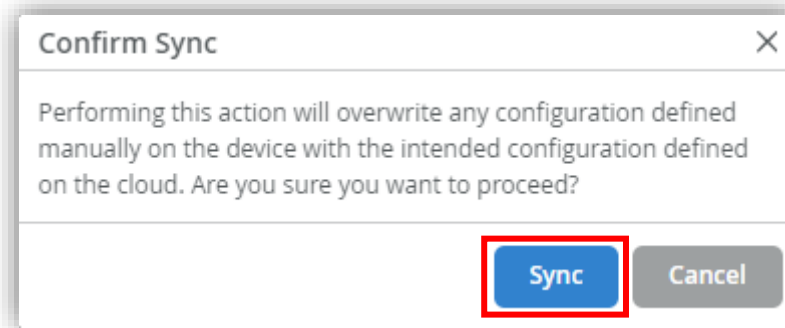 Confirm Sync
Performing this action will overwrite any configuration defined
manually on the device with the intended configuration defined
on the cloud. Are you sure you want to proceed?
Sync Cancel